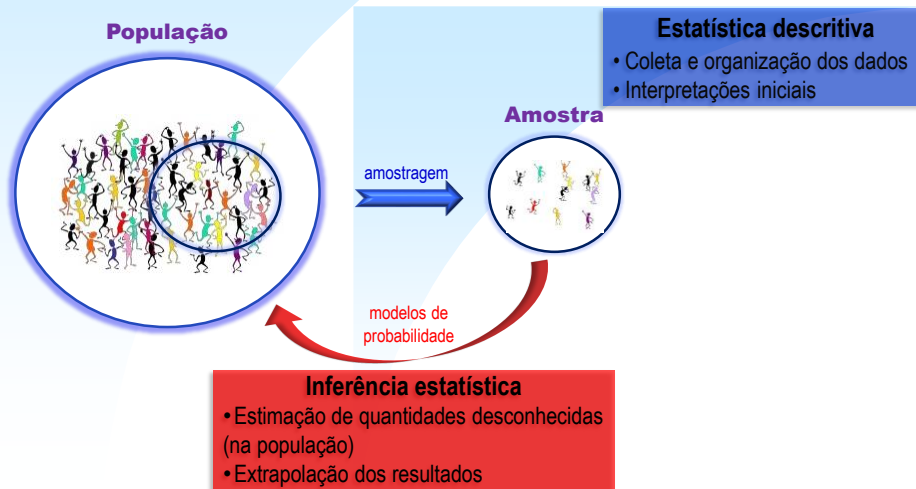 População
Estatística descritiva
• Coleta e organização dos dados
• Interpretações iniciais
Amostra
amostragem
modelos de
probabilidade
Inferência estatística
•Estimação de quantidades desconhecidas
(na população)
•Extrapolação dos resultados